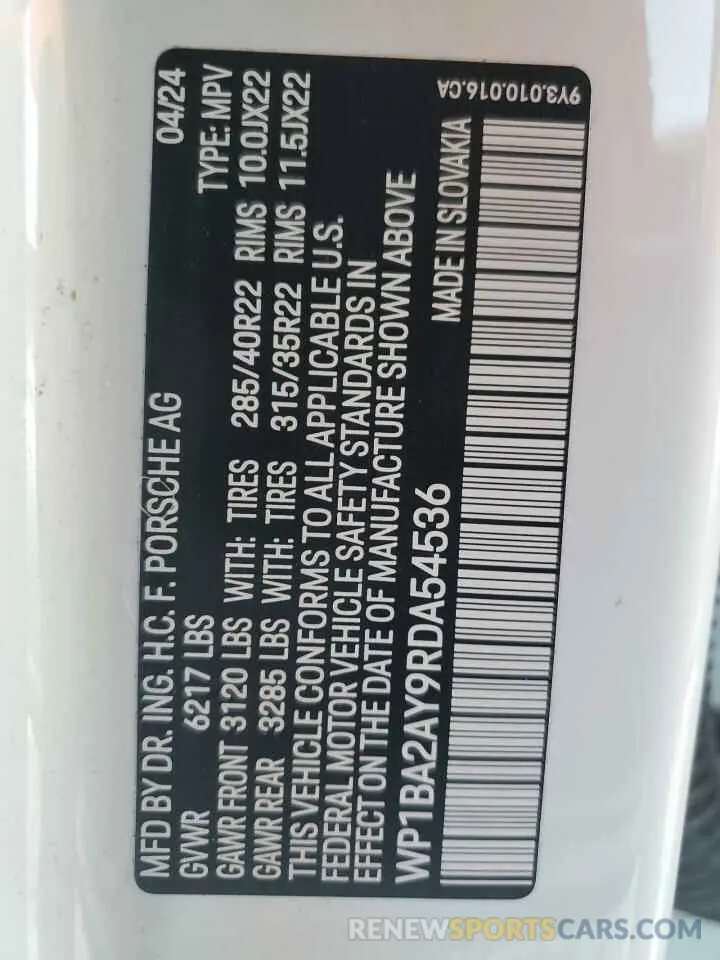 MFD BY DR. ING. H.C. F. PORSCHE AG 04/24
GVWR 6217 LBS TYPE: MPV
GAWR FRONT 3120 LBS WITH: TIRES 285/40R22 RIMS 10.0JX22
GAWR REAR 3285 LBS WITH: TIRES 315/35R22 RIMS 11.5JX22
THIS VEHICLE CONFORMS TO ALL APPLICABLE U.S.
FEDERAL MOTOR VEHICLE SAFETY STANDARDS IN
EFFECT ON THE DATE OF MANUFACTURE SHOWN ABOVE
WP1BA2AY9RDA54536
MADE IN SLOVAKIA
9Y3.010.016.CA
RENEWSPORTSCARS.COM